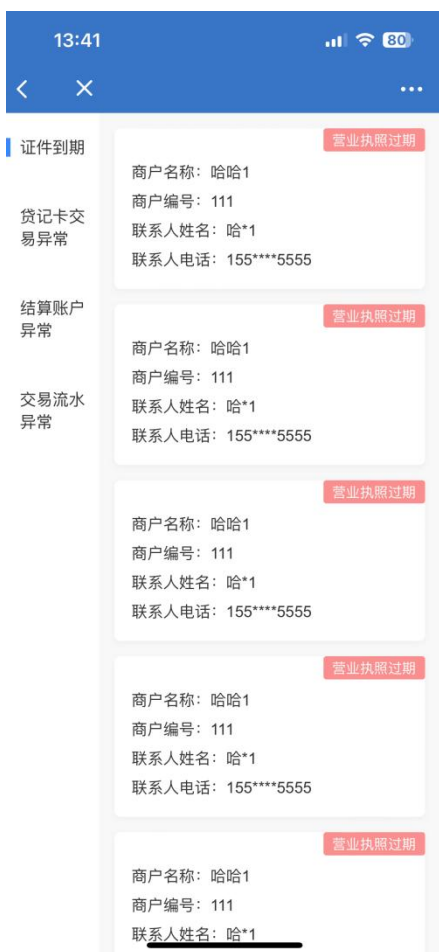 13:41
80
证件到期
贷记卡交
易异常
结算账户
异常
交易流水
异常
营业执照过期
商户名称：哈哈1
商户编号：111
联系人姓名：哈*1
联系人电话：155****5555
营业执照过期
商户名称：哈哈1
商户编号：111
联系人姓名：哈*1
联系人电话：155****5555
营业执照过期
商户名称：哈哈1
商户编号：111
联系人姓名：哈*1
联系人电话：155****5555
营业执照过期
商户名称：哈哈1
商户编号：111
联系人姓名：哈*1
联系人电话：155****5555
营业执照过期
商户名称：哈哈1
商户编号：111
联系人姓名：哈*1